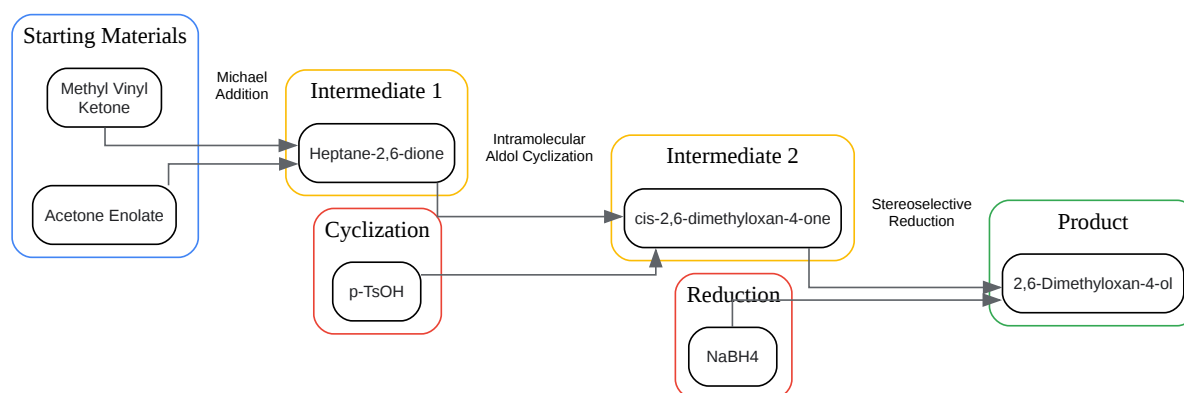 Starting Materials
Methyl Vinyl
Ketone
Acetone Enolate
Michael
Addition
Intermediate 1
Heptane-2,6-dione
Cyclization
p-TsOH
Intramolecular
Aldol Cyclization
Intermediate 2
cis-2,6-dimethyloxan-4-one
Reduction
NaBH4
Stereoselective
Reduction
Product
2,6-Dimethyloxan-4-ol